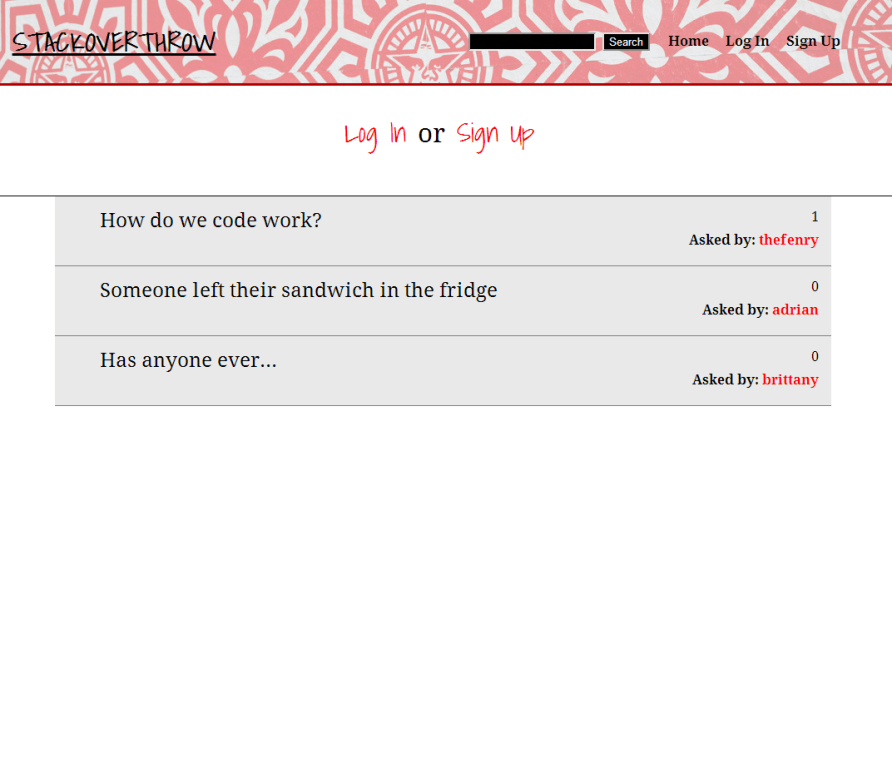 STACKOVERTHROW Search Home Log In Sign Up
Log In or Sign Up
How do we code work? 1
Asked by: thefenry
Someone left their sandwich in the fridge 0
Asked by: adrian
Has anyone ever... 0
Asked by: brittany